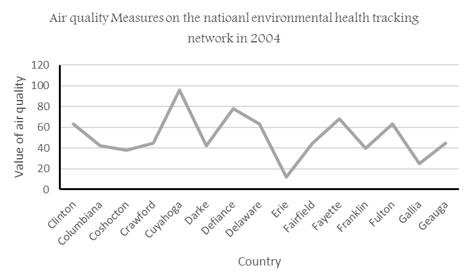 Air quality Measures on the natioanl environmental health tracking
network in 2004
Value of air quality
120
100
80
60
40
20
0
Clinton
Columbiana
Coshocton
Crawford
Cuyahoga
Darke
Defiance
Delaware
Erie
Fairfield
Fayette
Franklin
Fulton
Gallia
Geauga
Country